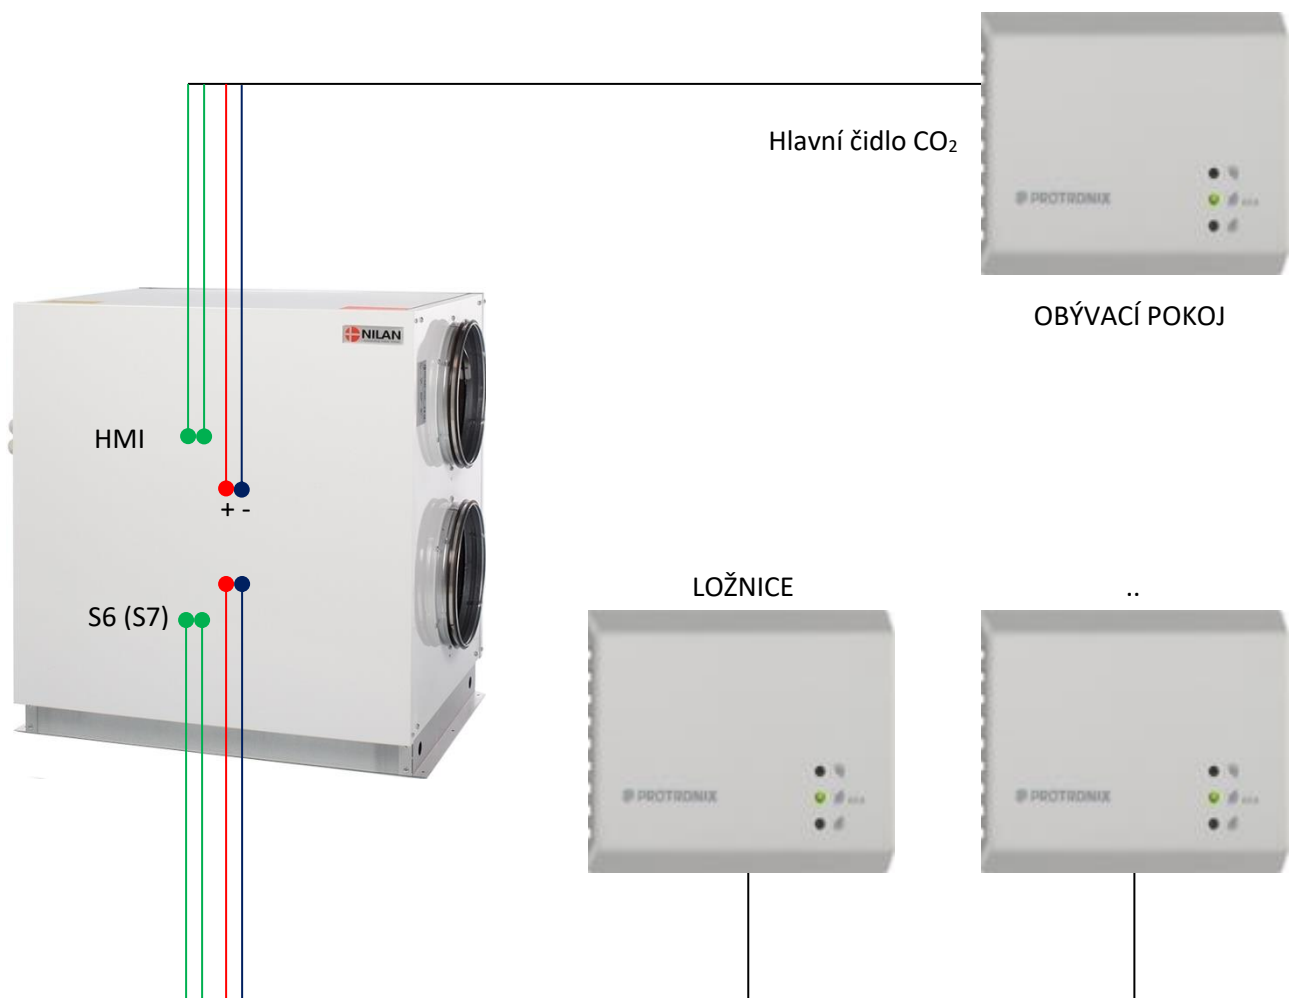 Hlavní čidlo CO₂
PROTRONIX
OBÝVACÍ POKOJ
NILAN
HMI
+ -
LOŽNICE
..
S6 (S7)
PROTRONIX
PROTRONIX